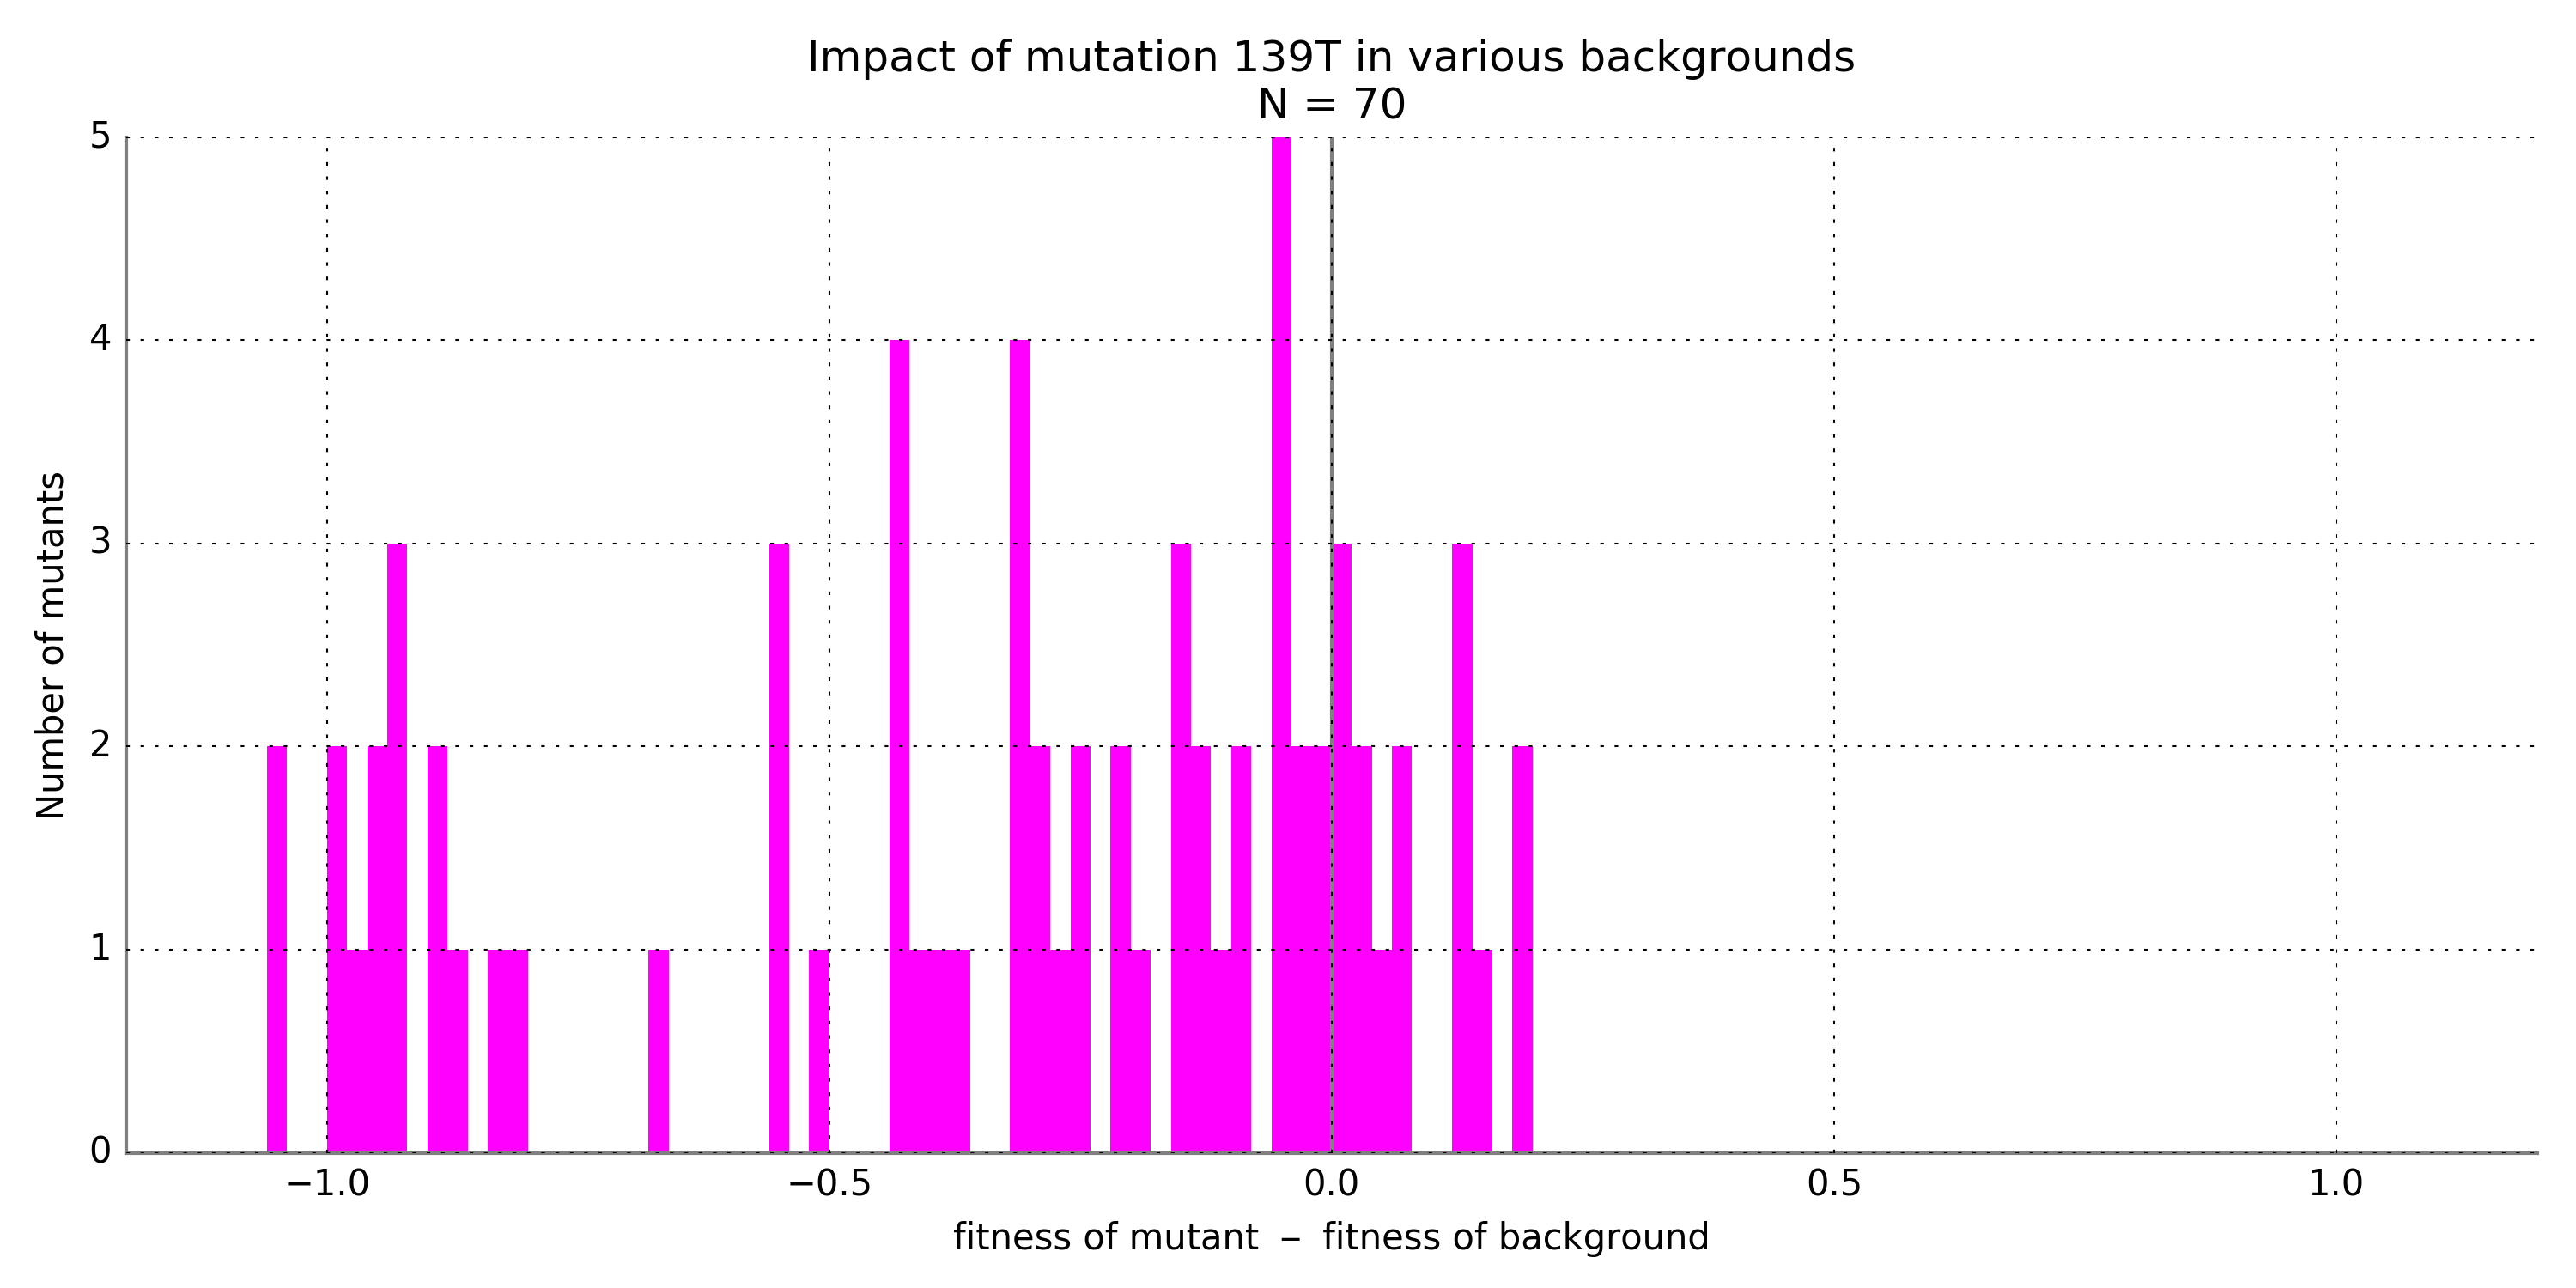 Impact of mutation 139T in various backgrounds
N = 70
5
4
3
2
1
0
Number of mutants
−1.0
−0.5
0.0
0.5
1.0
fitness of mutant – fitness of background